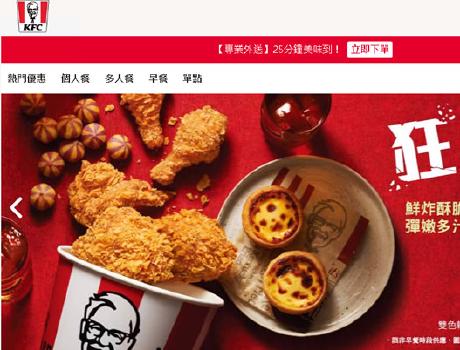 KFC
【專業外送】25分鐘美味到！ 立即下單
熱門優惠 個人餐 多人餐 早餐 單點
狂
鮮炸酥脆
彈嫩多汁
雙色